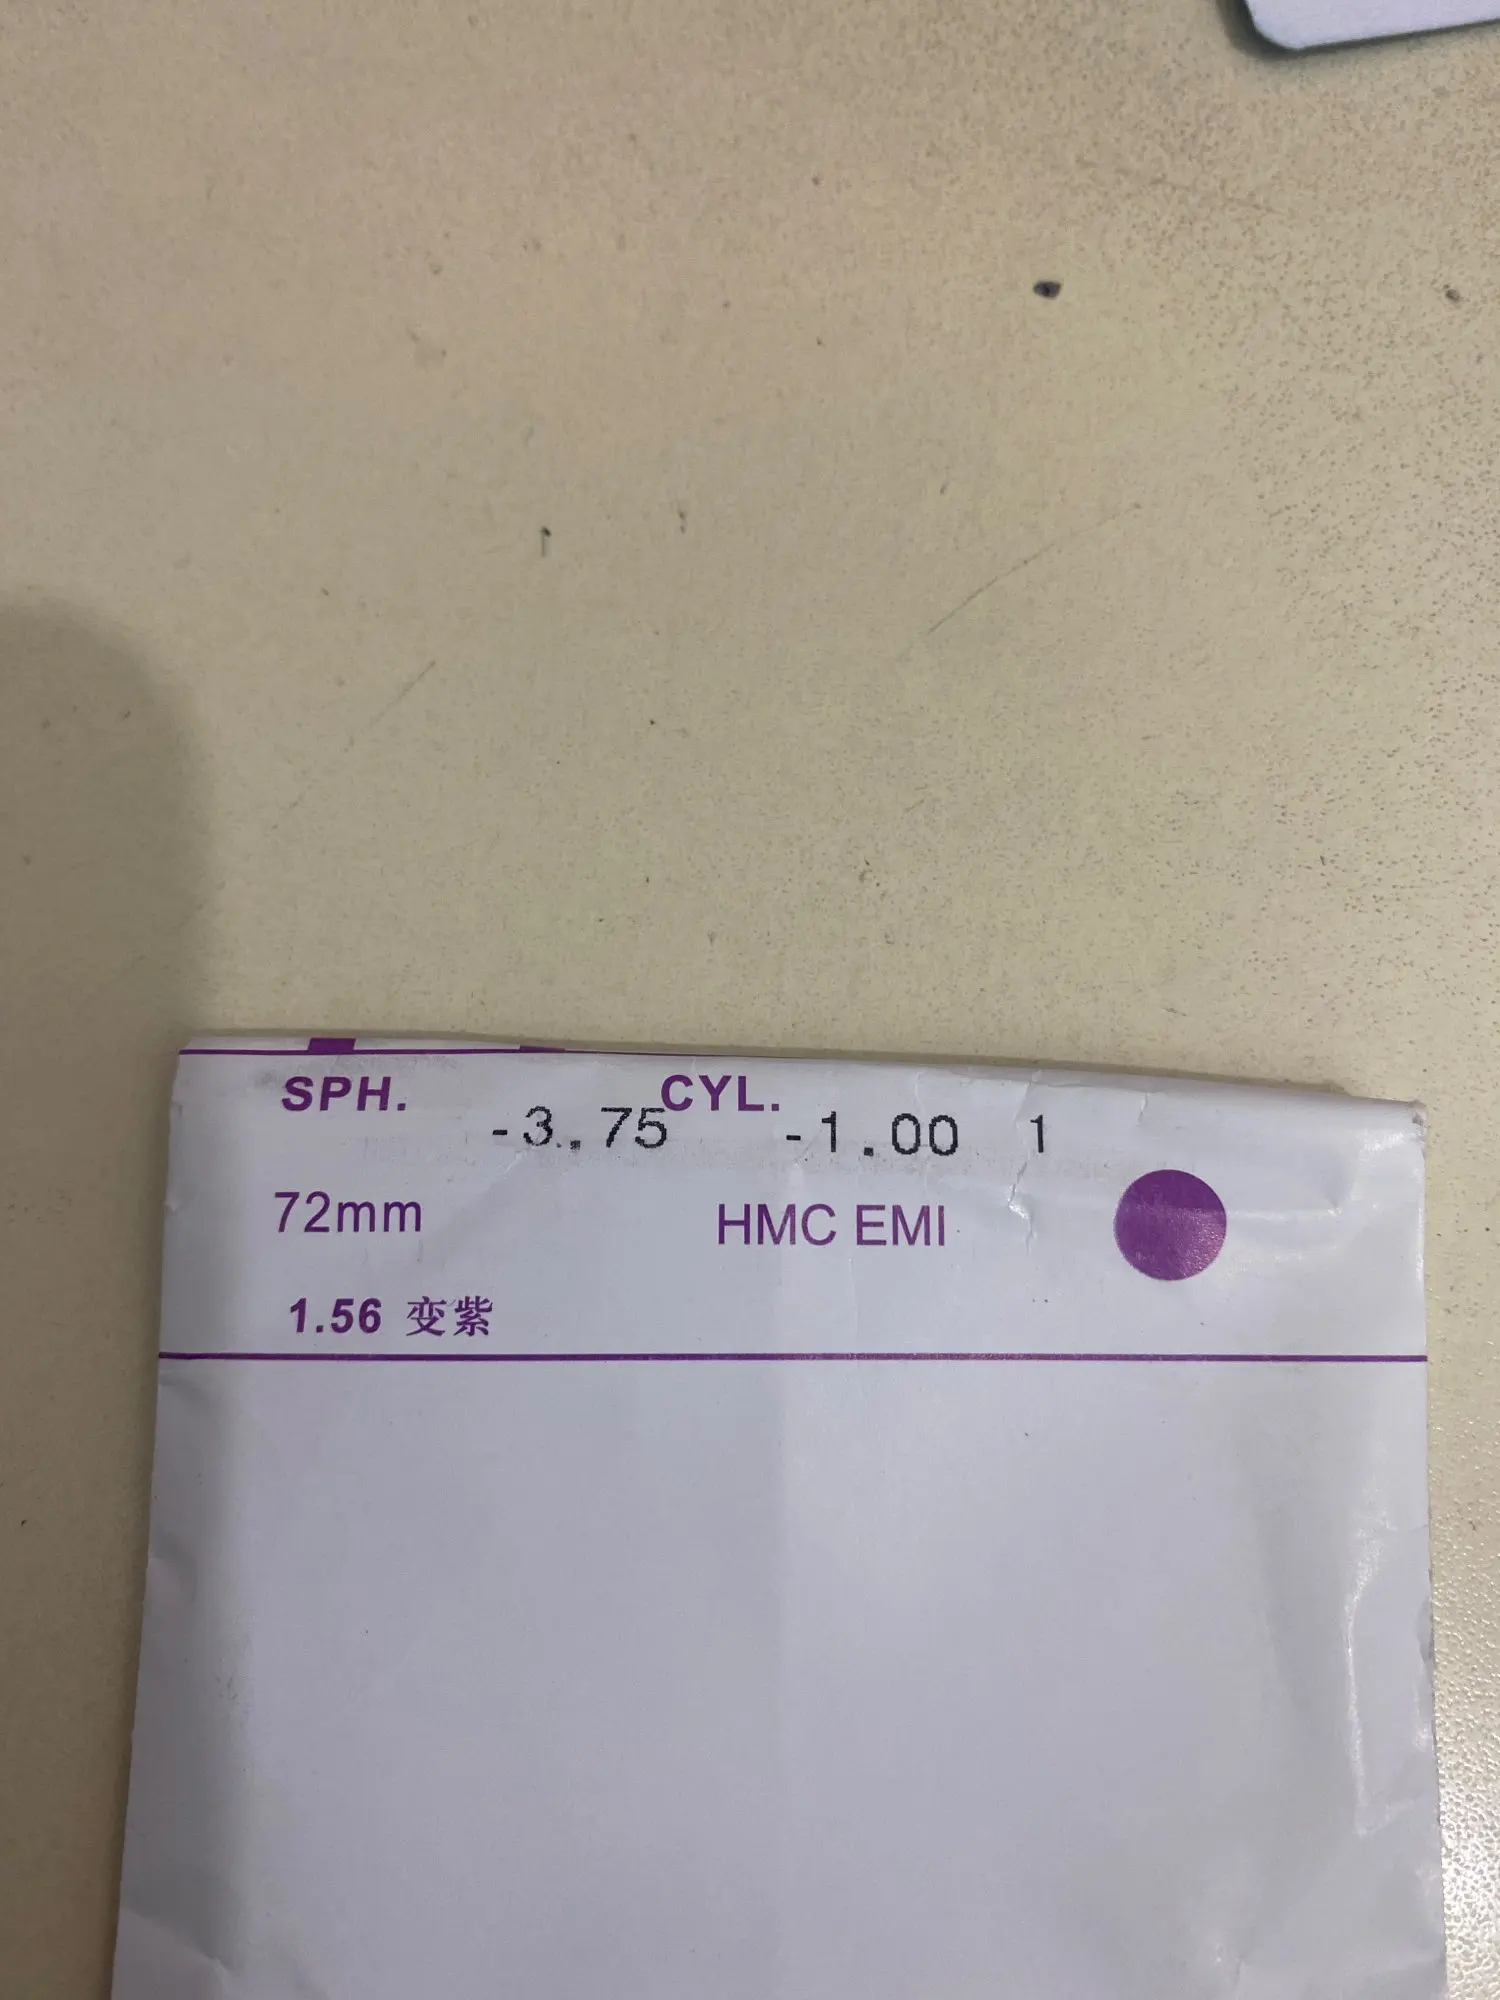 SPH. -3.75 CYL. -1.00 1
72mm HMC EMI
1.56 变紫